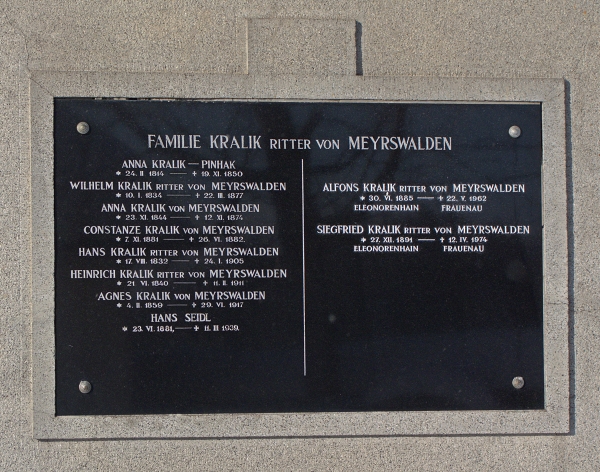 FAMILIE KRALIK RITTER VON MEYRSWALDEN
ANNA KRALIK — PINHAK
* 24. II 1814 — + 19. XI. 1850
WILHELM KRALIK RITTER VON MEYRSWALDEN
* 10. I. 1834 — + 22. III. 1877
ANNA KRALIK VON MEYRSWALDEN
* 23. XI. 1844 — + 12. XI. 1874
CONSTANZE KRALIK VON MEYRSWALDEN
* 7. XI. 1881 — + 26. VI. 1882.
HANS KRALIK RITTER VON MEYRSWALDEN
* 17. VIII. 1832 — + 24. I. 1905
HEINRICH KRALIK RITTER VON MEYRSWALDEN
* 21. VI. 1840 — + 11. II. 1911
AGNES KRALIK VON MEYRSWALDEN
* 4. II. 1859 — + 29. VI. 1917
HANS SEIDL
* 23. VI. 1881, — + 11. III 1939.
ALFONS KRALIK RITTER VON MEYRSWALDEN
* 30. VI. 1885 — + 22. V. 1962
ELEONORENHAIN FRAUENAU
SIEGFRIED KRALIK RITTER VON MEYRSWALDEN
* 27. XII. 1891 — + 12. IV. 1974
ELEONORENHAIN FRAUENAU